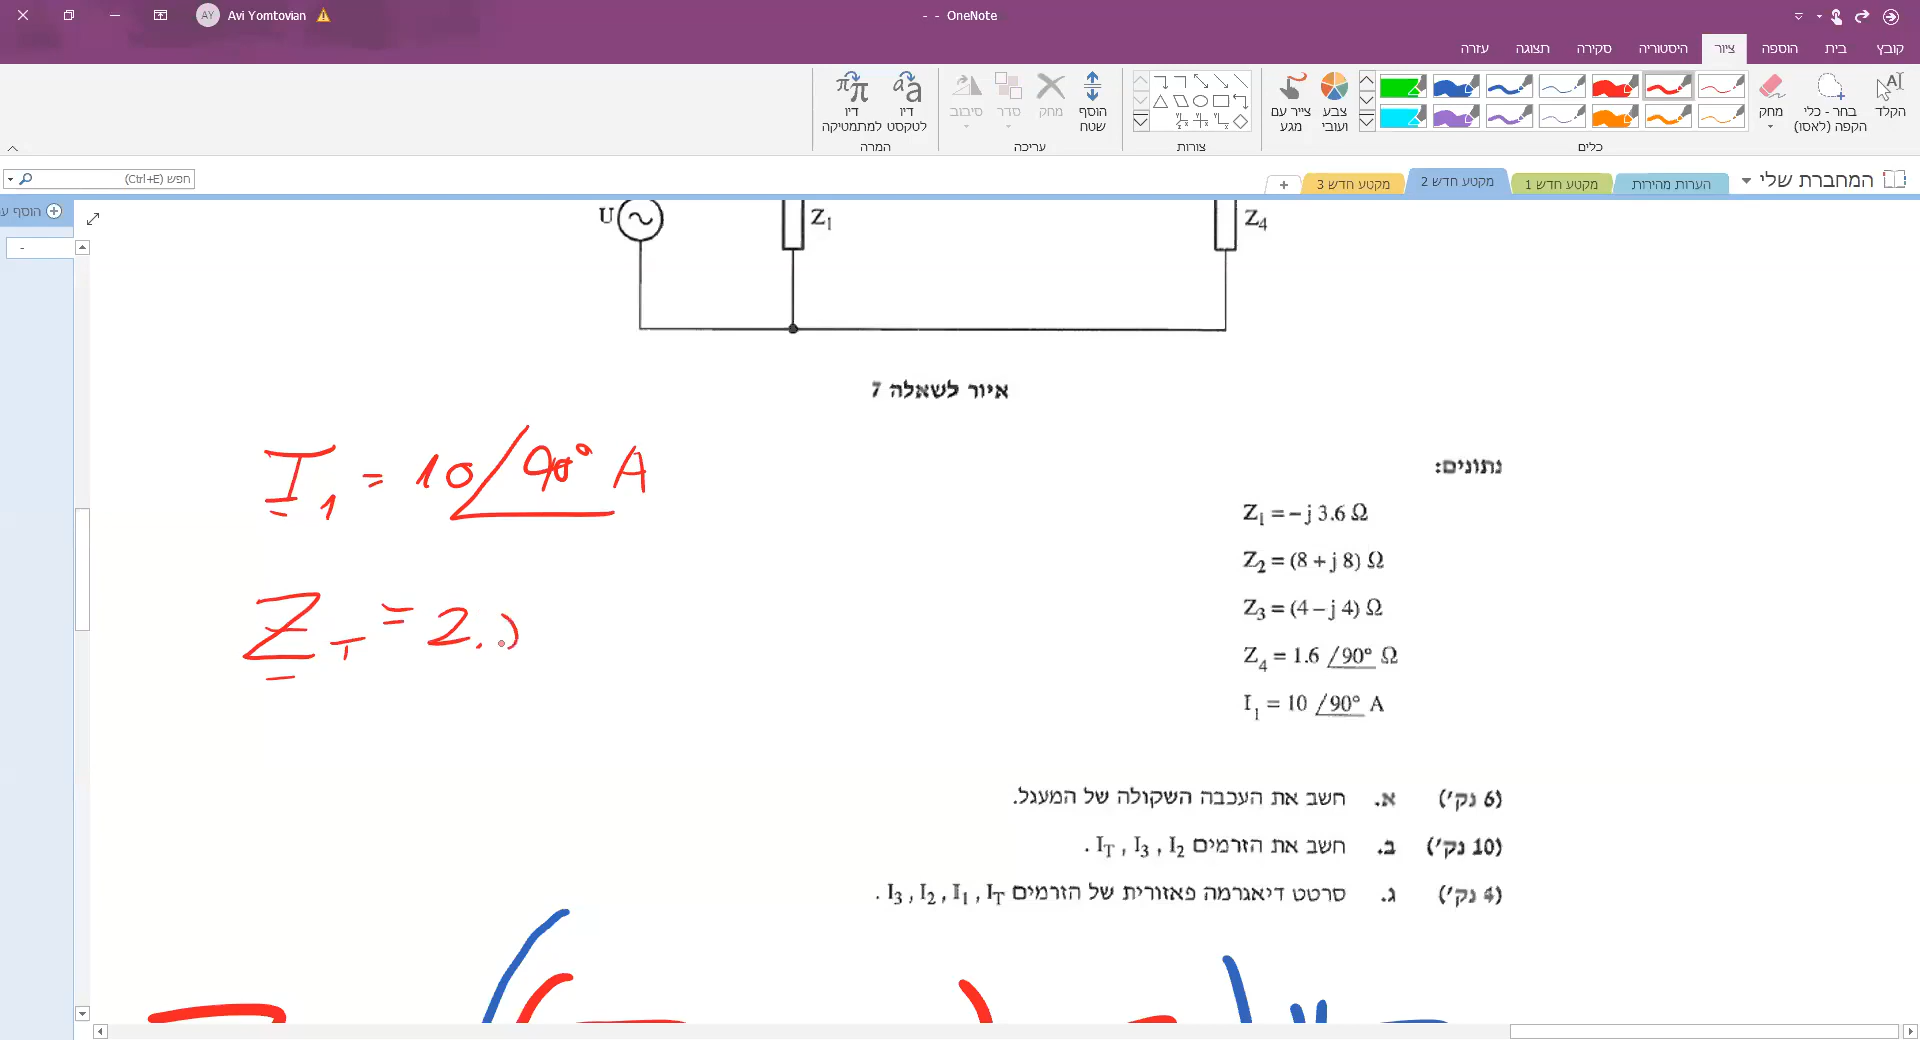 AY Avi Yomtovian
- - OneNote
קובץ בית הוספה ציור היסטוריה סקירה תצוגה עזרה
הקלד
בחר - כלי הקפה (לאסו)
מחק
כלים
צבע ועובי
צייר עם מגע
צורות
הוסף שטח
מחק
סדר
סיבוב
עריכה
דיו לטקסט
דיו למתמטיקה
המרה
המחברת שלי
הערות מהירות
מקטע חדש 1
מקטע חדש 2
מקטע חדש 3
+
חפש (Ctrl+E)
הוסף
-
U Z1 Z4
איור לשאלה 7
I1 = 10 /90° A
ZT = 2.
נתונים:
Z1 = -j 3.6 Ω
Z2 = (8 + j 8) Ω
Z3 = (4 – j 4) Ω
Z4 = 1.6 /90° Ω
I1 = 10 /90° A
(6 נק') א. חשב את העכבה השקולה של המעגל.
(10 נק') ב. חשב את הזרמים I2 , I3 , IT .
(4 נק') ג. סרטט דיאגרמה פאזורית של הזרמים IT , I1 , I2 , I3 .